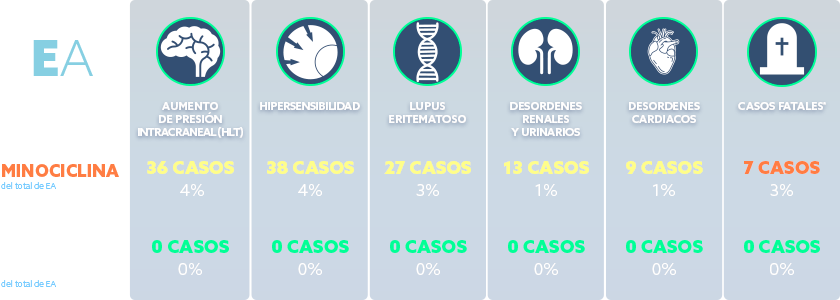 EA
AUMENTO
DE PRESIÓN
INTRACRANEAL (HLT)
HIPERSENSIBILIDAD
LUPUS
ERITEMATOSO
DESORDENES
RENALES
Y URINARIOS
DESORDENES
CARDIACOS
CASOS FATALES*
MINOCICLINA
del total de EA
36 CASOS
4%
38 CASOS
4%
27 CASOS
3%
13 CASOS
1%
9 CASOS
1%
7 CASOS
3%
del total de EA
0 CASOS
0%
0 CASOS
0%
0 CASOS
0%
0 CASOS
0%
0 CASOS
0%
0 CASOS
0%